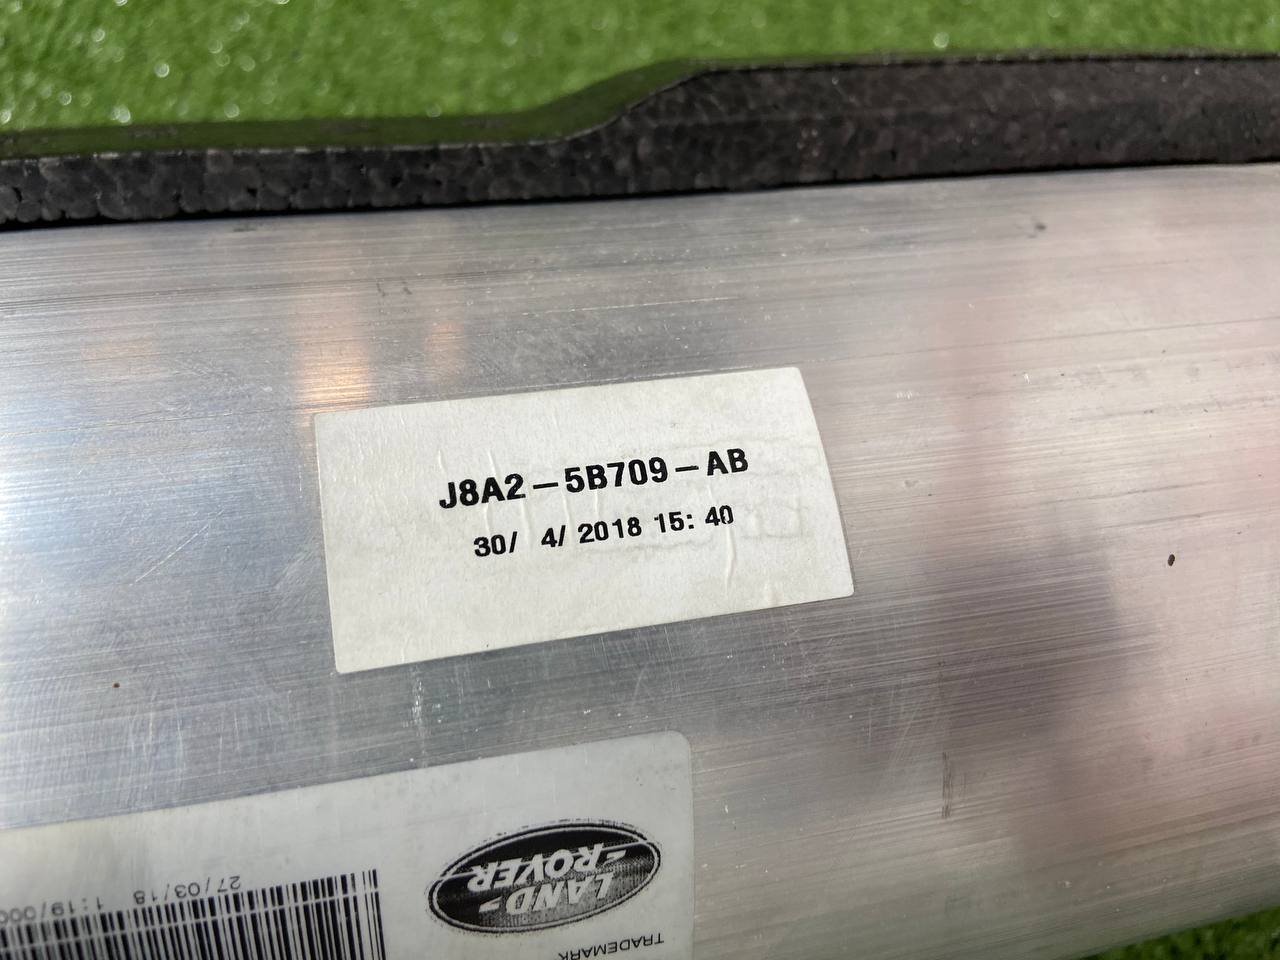 J8A2-5B709-AB
30/ 4/ 2018 15: 40
LAND
ROVER
TRADEMARK
27/03/18